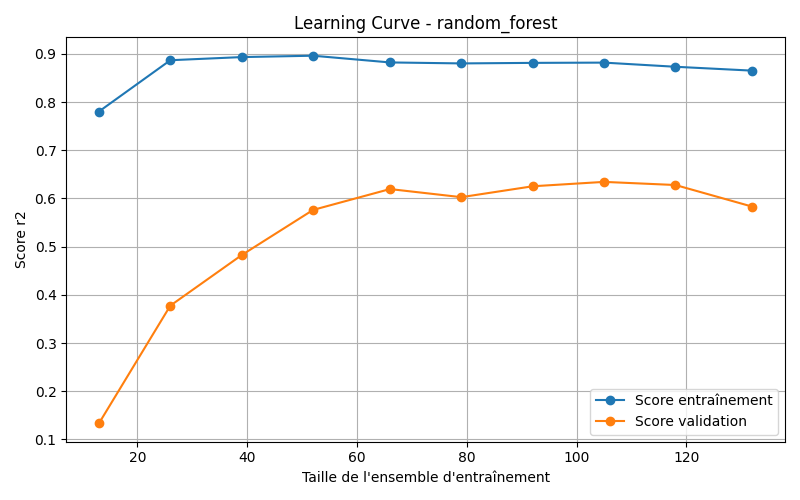 Learning Curve - random_forest
Score r2
0.9
0.8
0.7
0.6
0.5
0.4
0.3
0.2
0.1
20 40 60 80 100 120
Taille de l'ensemble d'entraînement
Score entraînement
Score validation